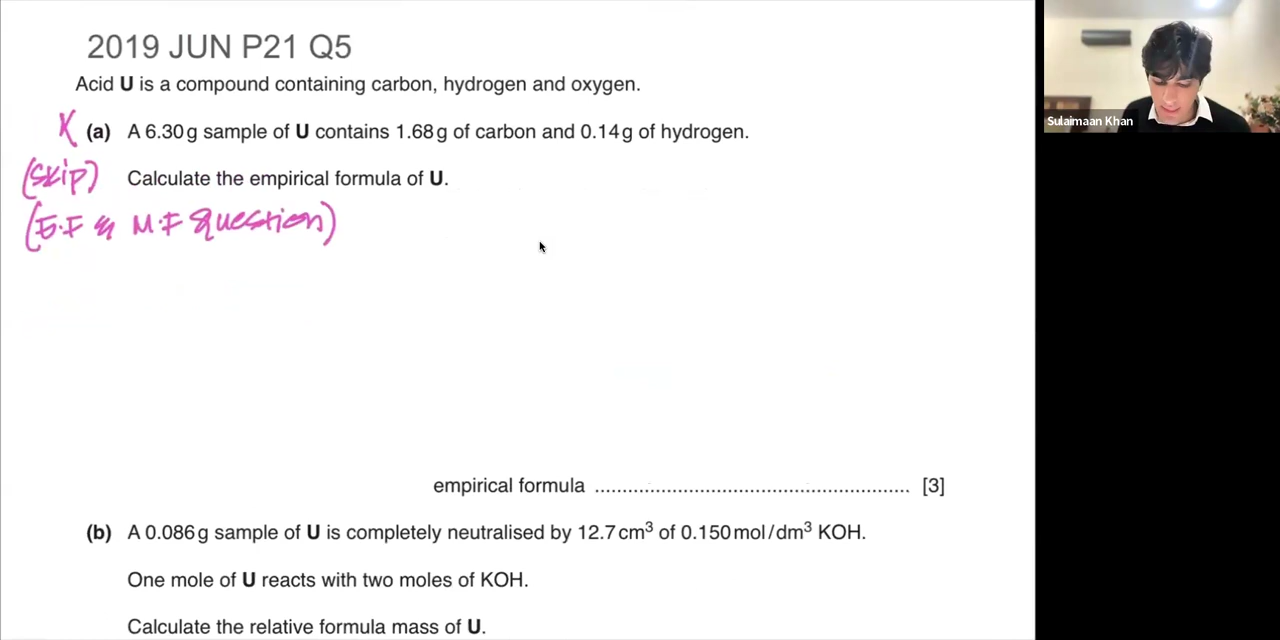 2019 JUN P21 Q5
Acid U is a compound containing carbon, hydrogen and oxygen.
X (a) A 6.30 g sample of U contains 1.68 g of carbon and 0.14 g of hydrogen.
(Skip) Calculate the empirical formula of U.
(E.F & M.F Question)
empirical formula .......................................................... [3]
(b) A 0.086 g sample of U is completely neutralised by 12.7 cm³ of 0.150 mol/dm³ KOH.
One mole of U reacts with two moles of KOH.
Calculate the relative formula mass of U.
Sulaimaan Khan